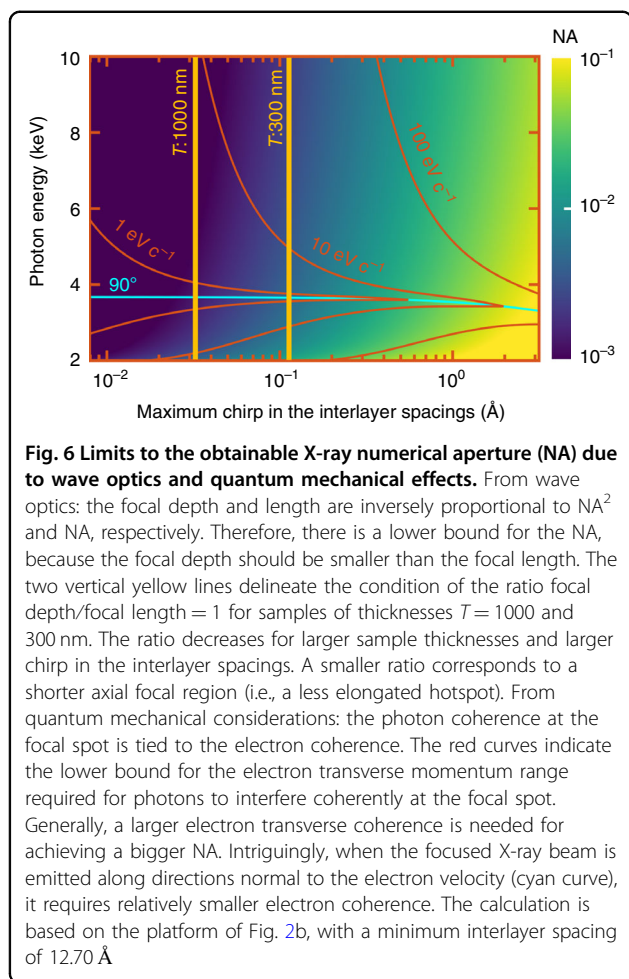 NA
10
8
6
4
2
Photon energy (keV)
T:1000 nm
T:300 nm
100 eV c⁻¹
1 eV c⁻¹
10 eV c⁻¹
90°
10⁻¹
10⁻²
10⁻³
10⁻²
10⁻¹
10⁰
Maximum chirp in the interlayer spacings (Å)
Fig. 6 Limits to the obtainable X-ray numerical aperture (NA) due
to wave optics and quantum mechanical effects. From wave
optics: the focal depth and length are inversely proportional to NA²
and NA, respectively. Therefore, there is a lower bound for the NA,
because the focal depth should be smaller than the focal length. The
two vertical yellow lines delineate the condition of the ratio focal
depth/focal length = 1 for samples of thicknesses T = 1000 and
300 nm. The ratio decreases for larger sample thicknesses and larger
chirp in the interlayer spacings. A smaller ratio corresponds to a
shorter axial focal region (i.e., a less elongated hotspot). From
quantum mechanical considerations: the photon coherence at the
focal spot is tied to the electron coherence. The red curves indicate
the lower bound for the electron transverse momentum range
required for photons to interfere coherently at the focal spot.
Generally, a larger electron transverse coherence is needed for
achieving a bigger NA. Intriguingly, when the focused X-ray beam is
emitted along directions normal to the electron velocity (cyan curve),
it requires relatively smaller electron coherence. The calculation is
based on the platform of Fig. 2b, with a minimum interlayer spacing
of 12.70 Å